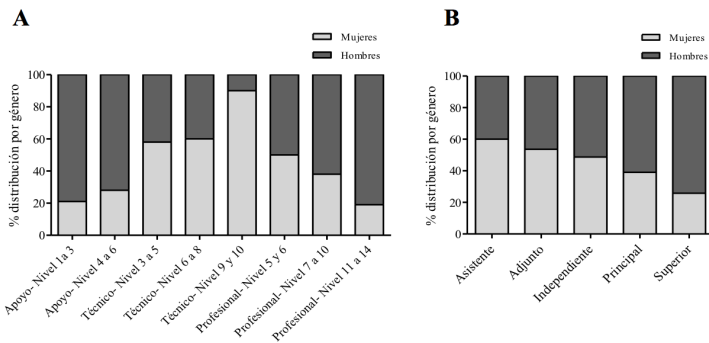 A
Mujeres
Hombres
% distribución por género
100
80
60
40
20
0
Apoyo- Nivel 1a 3
Apoyo- Nivel 4 a 6
Técnico- Nivel 3 a 5
Técnico- Nivel 6 a 8
Técnico- Nivel 9 y 10
Profesional- Nivel 5 y 6
Profesional- Nivel 7 a 10
Profesional- Nivel 11 a 14
B
Mujeres
Hombres
% distribución por género
100
80
60
40
20
0
Asistente
Adjunto
Independiente
Principal
Superior